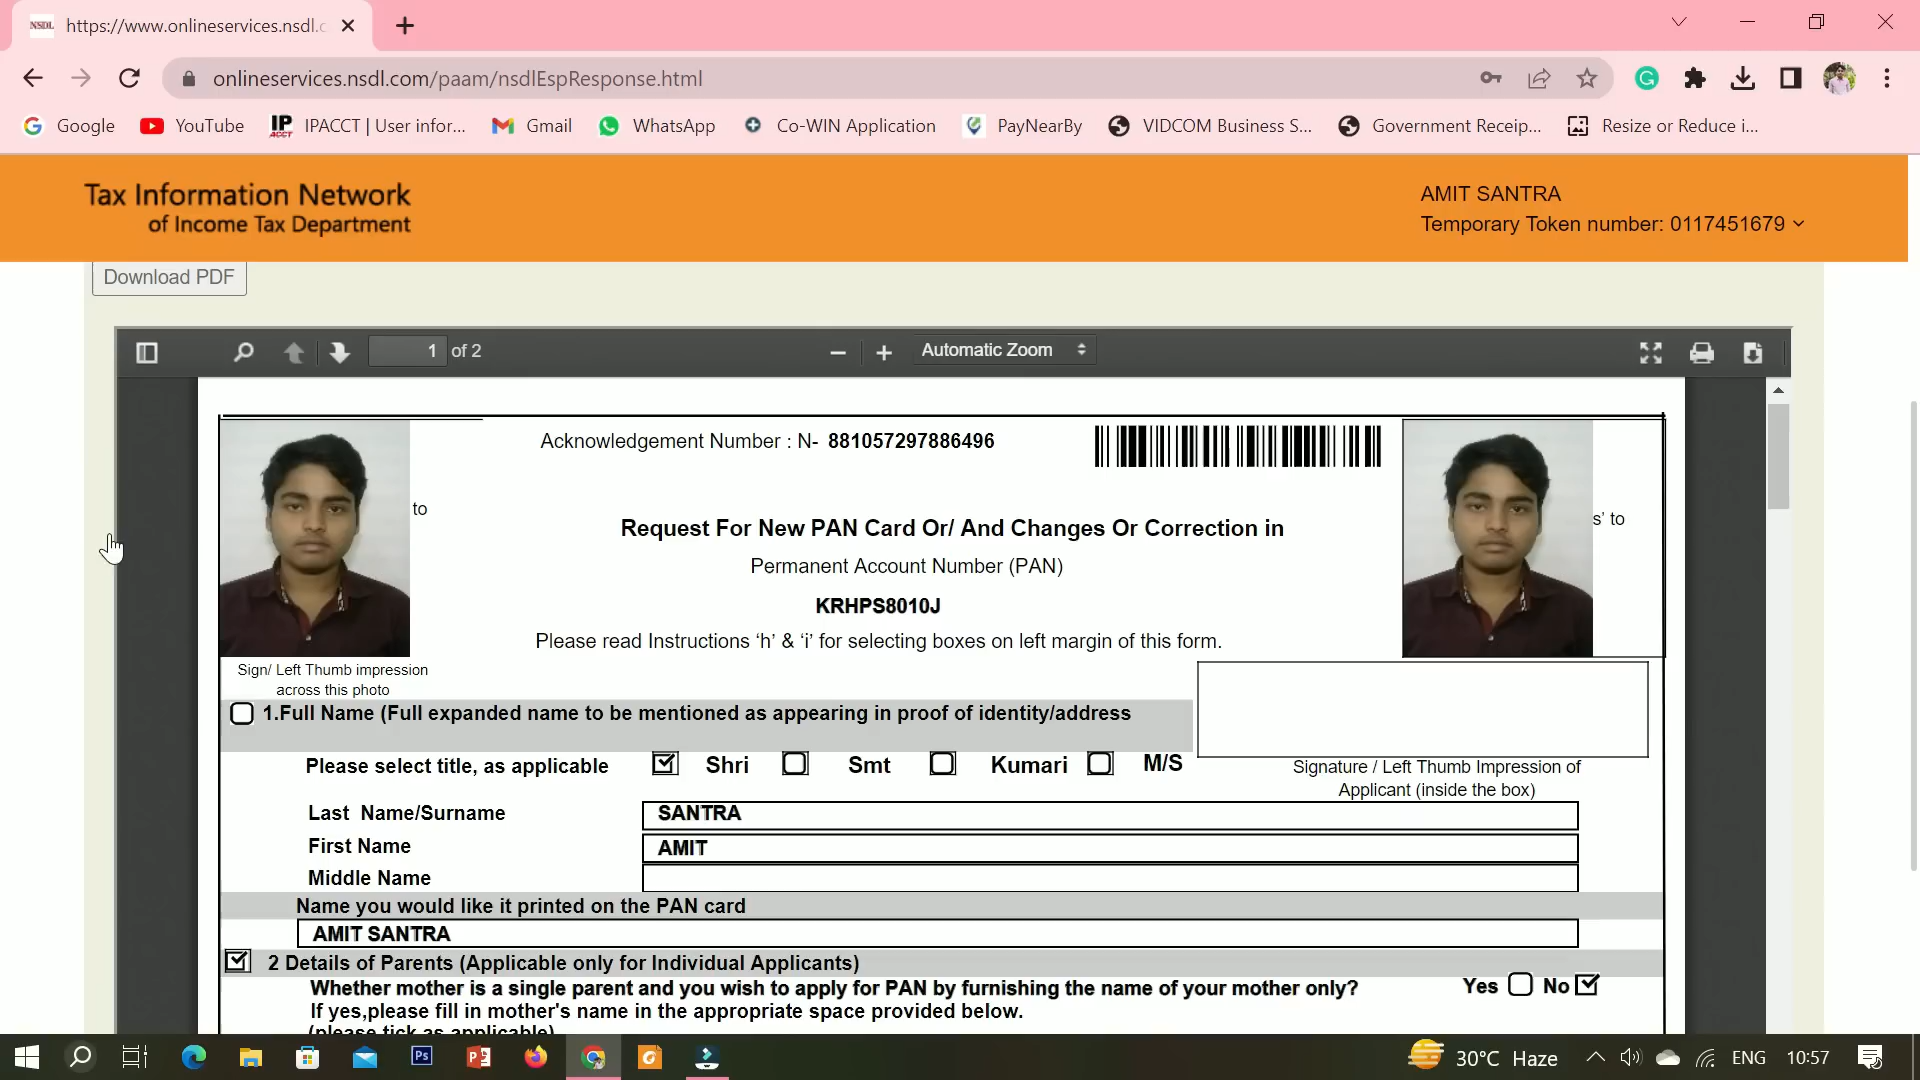 NSDL https://www.onlineservices.nsdl.c
onlineservices.nsdl.com/paam/nsdlEspResponse.html
Google YouTube IPACCT | User infor... Gmail WhatsApp Co-WIN Application PayNearBy VIDCOM Business S... Government Receip... Resize or Reduce i...
Tax Information Network
of Income Tax Department
AMIT SANTRA
Temporary Token number: 0117451679
Download PDF
1 of 2
Automatic Zoom
Acknowledgement Number : N- 881057297886496
to
s’ to
Request For New PAN Card Or/ And Changes Or Correction in
Permanent Account Number (PAN)
KRHPS8010J
Please read Instructions ‘h’ & ‘i’ for selecting boxes on left margin of this form.
Sign/ Left Thumb impression
across this photo
1.Full Name (Full expanded name to be mentioned as appearing in proof of identity/address
Please select title, as applicable Shri Smt Kumari M/S
Signature / Left Thumb Impression of
Applicant (inside the box)
Last Name/Surname SANTRA
First Name AMIT
Middle Name
Name you would like it printed on the PAN card
AMIT SANTRA
2 Details of Parents (Applicable only for Individual Applicants)
Whether mother is a single parent and you wish to apply for PAN by furnishing the name of your mother only? Yes No
If yes,please fill in mother's name in the appropriate space provided below.
(please tick as applicable)
30°C Haze ENG 10:57